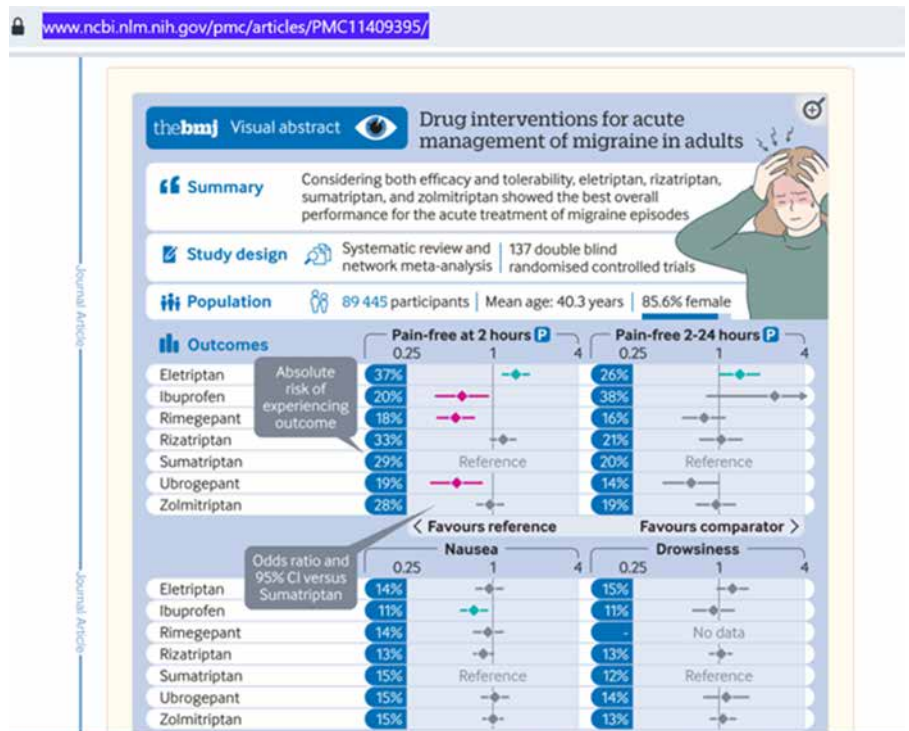 www.ncbi.nlm.nih.gov/pmc/articles/PMC11409395/
Journal Article
Journal Article
thebmj Visual abstract
Drug interventions for acute
management of migraine in adults
Summary
Considering both efficacy and tolerability, eletriptan, rizatriptan,
sumatriptan, and zolmitriptan showed the best overall
performance for the acute treatment of migraine episodes
Study design
Systematic review and
network meta-analysis
137 double blind
randomised controlled trials
Population
89 445 participants Mean age: 40.3 years 85.6% female
Outcomes
Pain-free at 2 hours P Pain-free 2-24 hours P
0.25 1 4 0.25 1 4
Absolute
risk of
experiencing
outcome
Eletriptan 37% 26%
Ibuprofen 20% 38%
Rimegepant 18% 16%
Rizatriptan 33% 21%
Sumatriptan 29% Reference 20% Reference
Ubrogepant 19% 14%
Zolmitriptan 28% 19%
< Favours reference Favours comparator >
Odds ratio and
95% CI versus
Sumatriptan
Nausea Drowsiness
0.25 1 4 0.25 1 4
Eletriptan 14% 15%
Ibuprofen 11% 11%
Rimegepant 14% - No data
Rizatriptan 13% 13%
Sumatriptan 15% Reference 12% Reference
Ubrogepant 15% 14%
Zolmitriptan 15% 13%